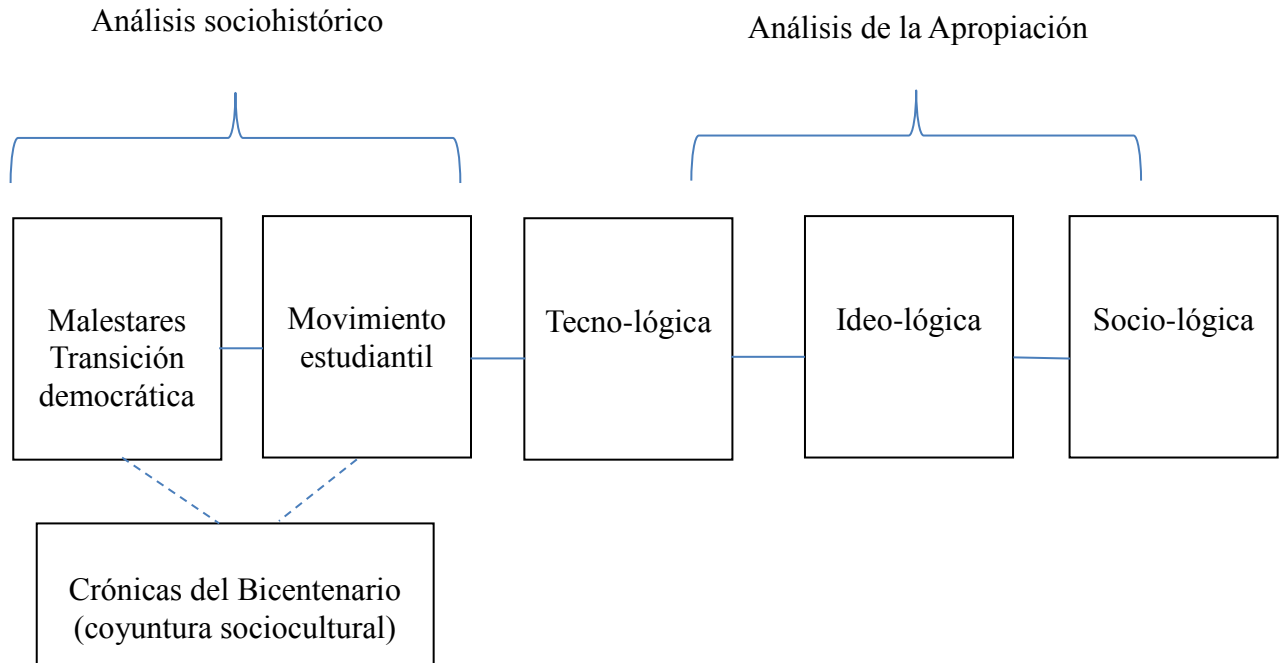 Análisis sociohistórico
Análisis de la Apropiación
Malestares
Transición
democrática
Movimiento
estudiantil
Tecno-lógica
Ideo-lógica
Socio-lógica
Crónicas del Bicentenario
(coyuntura sociocultural)